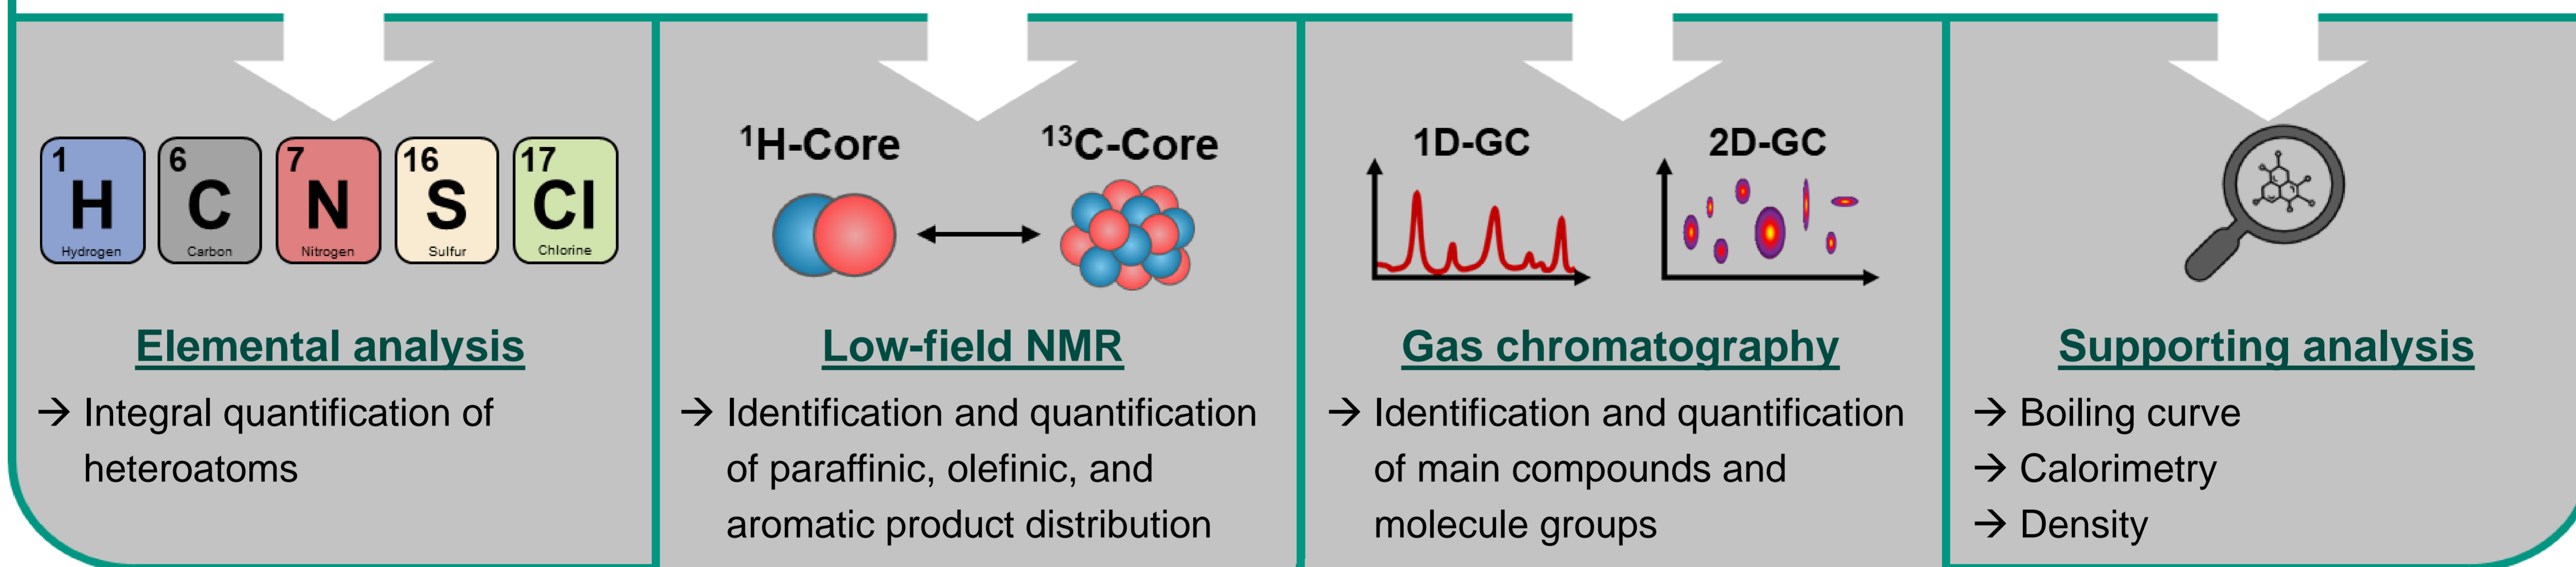 1
H
Hydrogen
6
C
Carbon
7
N
Nitrogen
16
S
Sulfur
17
Cl
Chlorine
Elemental analysis
→ Integral quantification of
heteroatoms
¹H-Core
¹³C-Core
Low-field NMR
→ Identification and quantification
of paraffinic, olefinic, and
aromatic product distribution
1D-GC
2D-GC
Gas chromatography
→ Identification and quantification
of main compounds and
molecule groups
Supporting analysis
→ Boiling curve
→ Calorimetry
→ Density